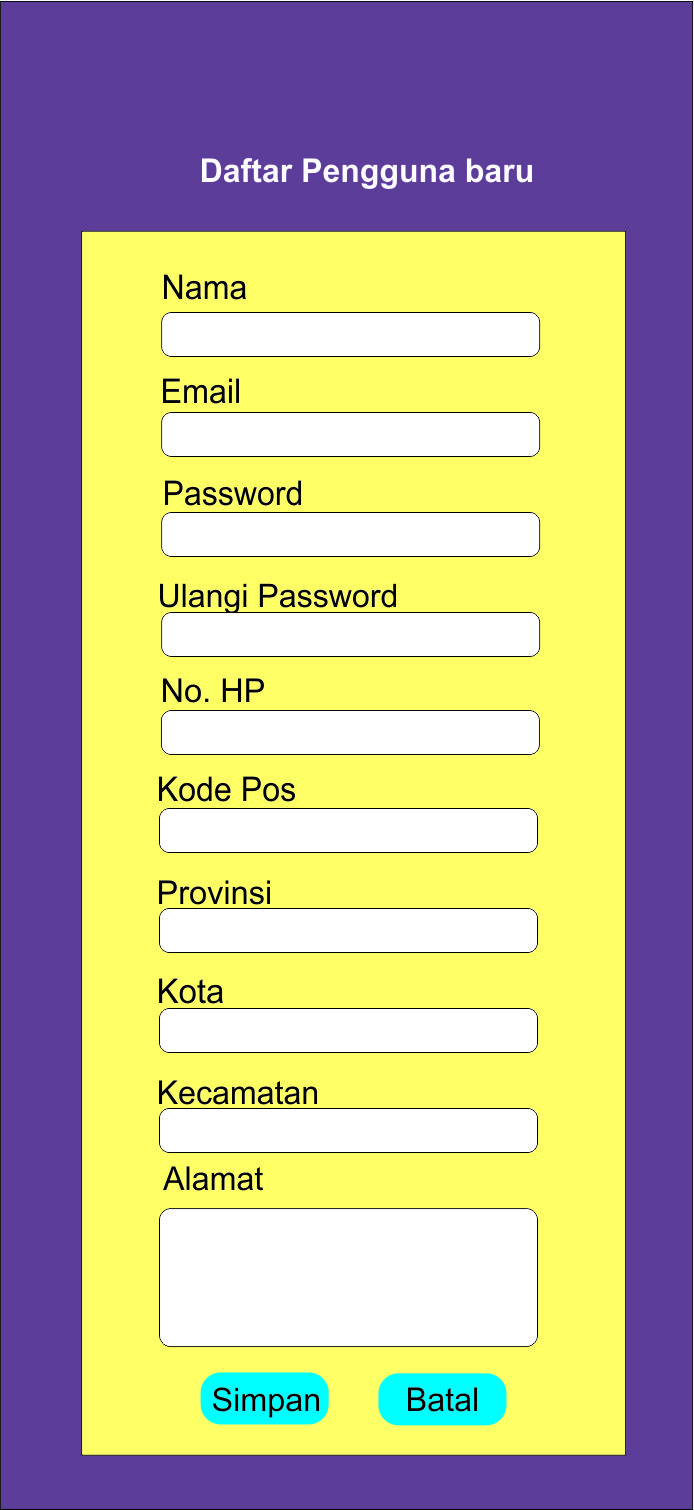 Daftar Pengguna baru
Nama
Email
Password
Ulangi Password
No. HP
Kode Pos
Provinsi
Kota
Kecamatan
Alamat
Simpan Batal